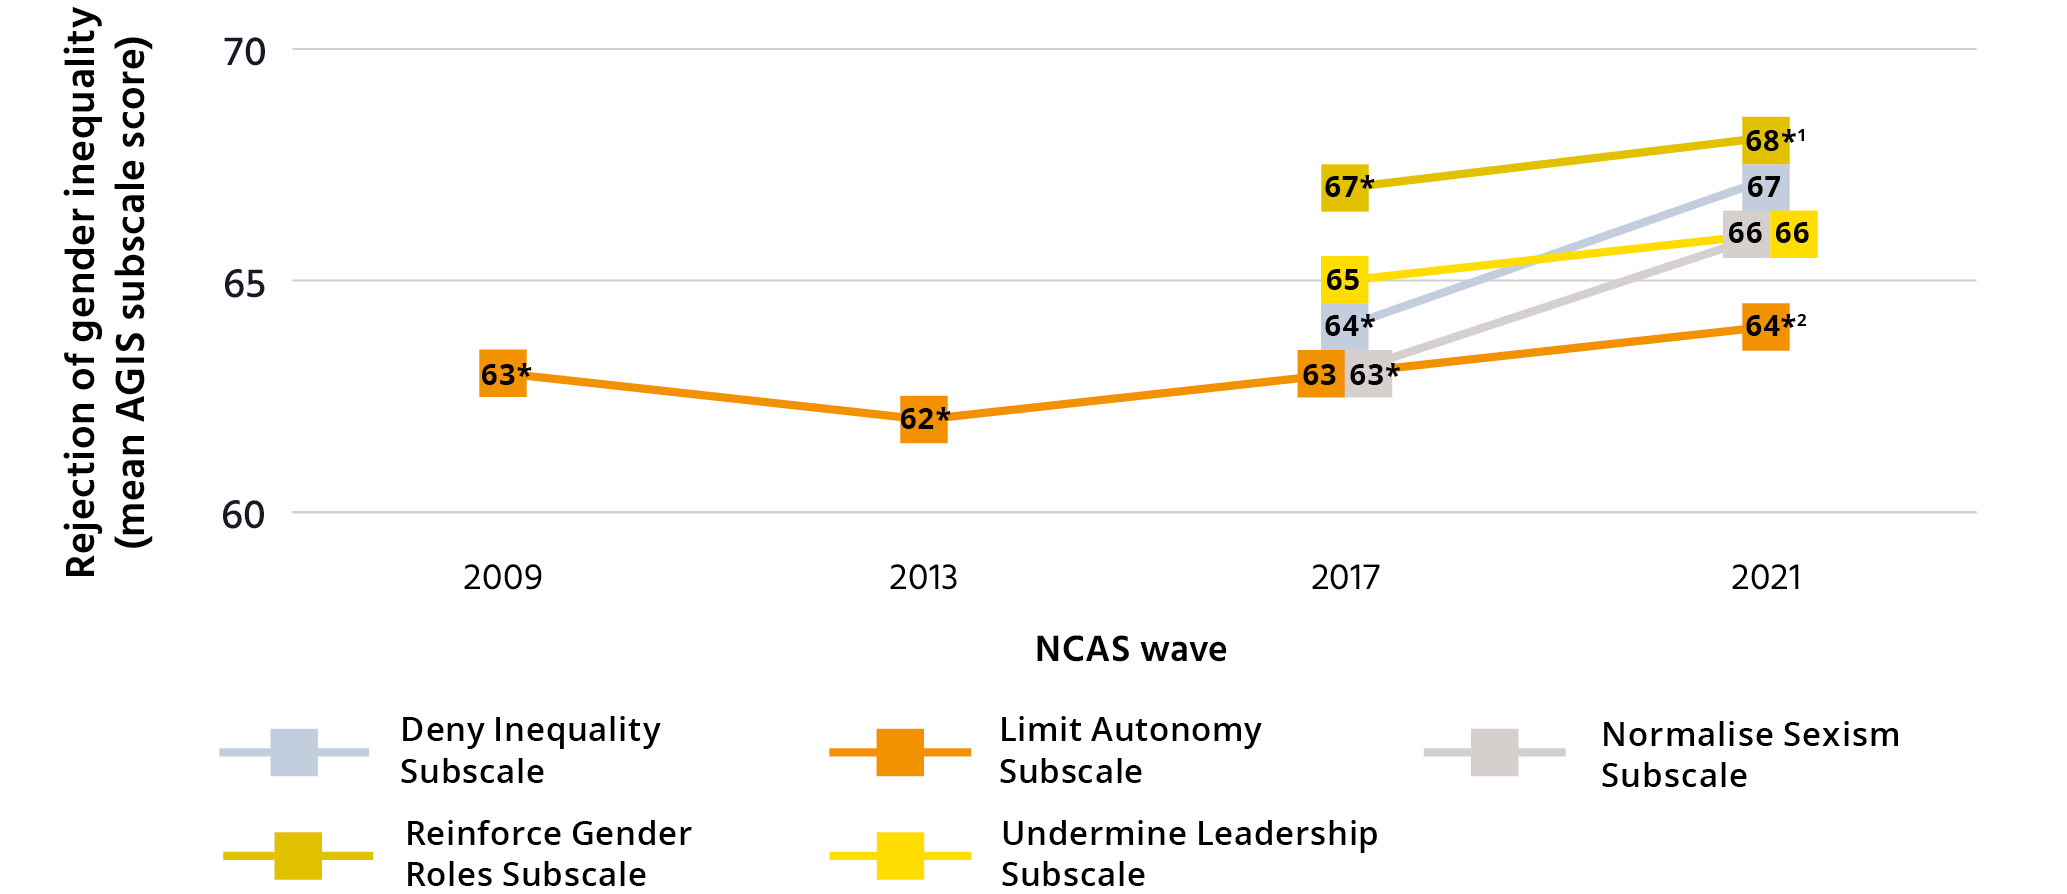 Rejection of gender inequality
(mean AGIS subscale score)
70
65
60
68*¹
67*
67
66 66
65
64*
64*²
63*
63 63*
62*
2009 2013 2017 2021
NCAS wave
Deny Inequality
Subscale
Limit Autonomy
Subscale
Normalise Sexism
Subscale
Reinforce Gender
Roles Subscale
Undermine Leadership
Subscale